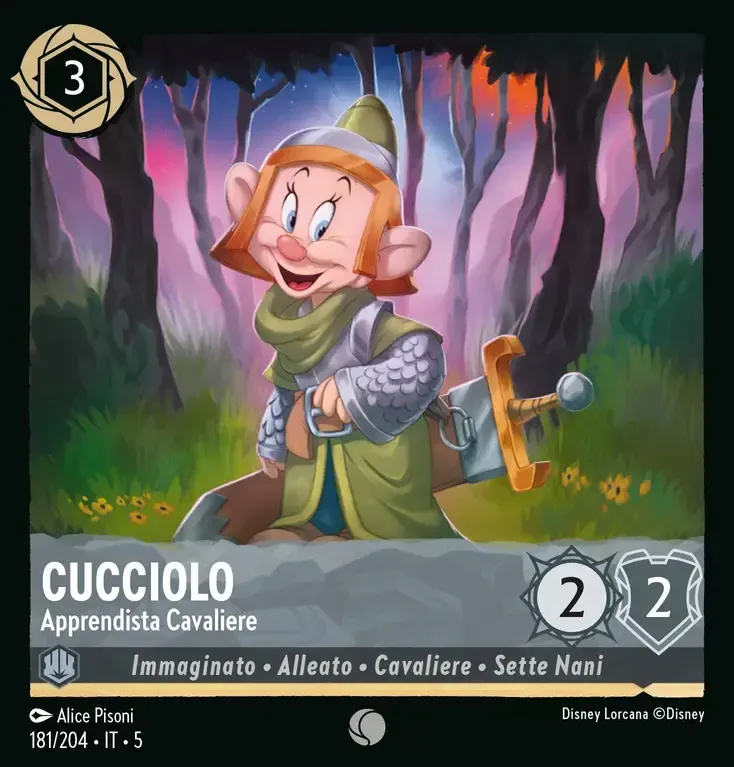 3
CUCCIOLO
Apprendista Cavaliere
2
2
Immaginato • Alleato • Cavaliere • Sette Nani
Alice Pisoni
Disney Lorcana ©Disney
181/204 • IT • 5